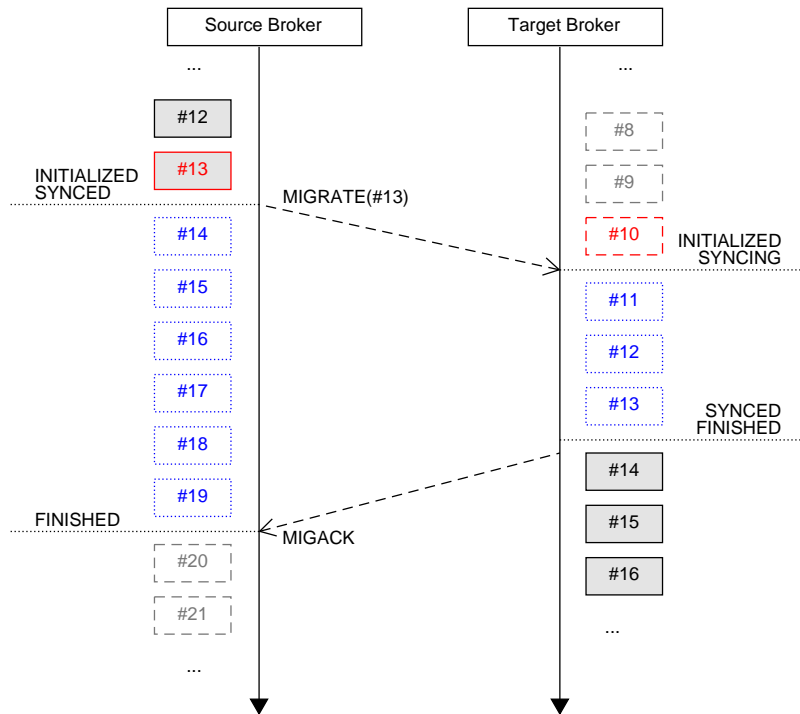 Source Broker
Target Broker
...
...
#12
#8
#13
#9
INITIALIZED
SYNCED
MIGRATE(#13)
#14
#10
INITIALIZED
SYNCING
#15
#11
#16
#12
#17
#13
SYNCED
FINISHED
#18
#14
#19
FINISHED
#15
MIGACK
#20
#16
#21
...
...